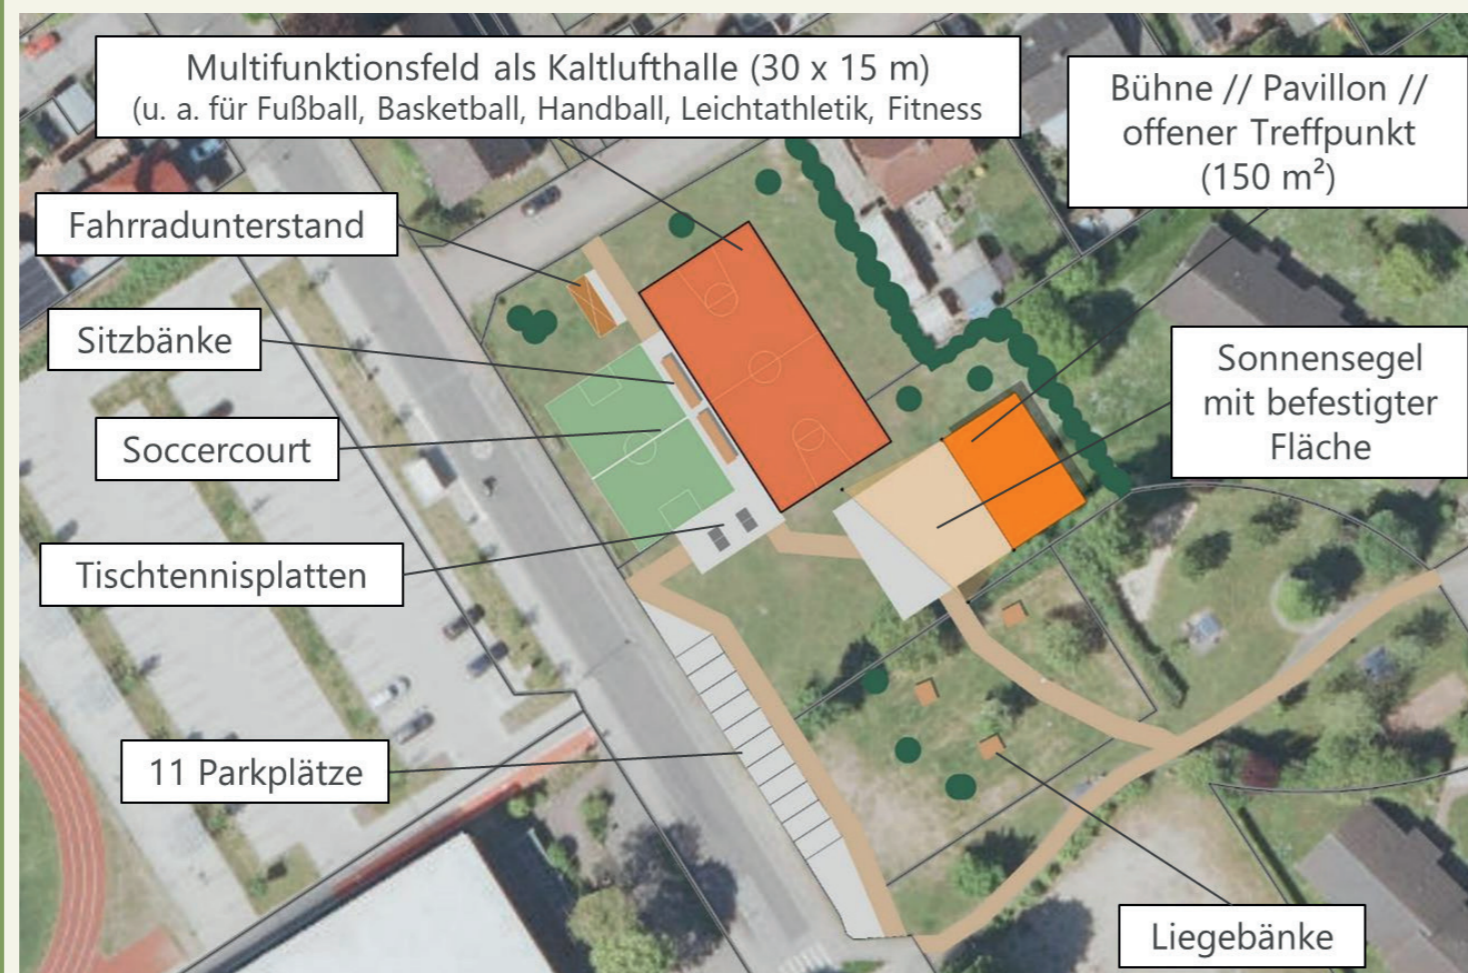 Multifunktionsfeld als Kaltlufthalle (30 x 15 m)
(u. a. für Fußball, Basketball, Handball, Leichtathletik, Fitness
Bühne // Pavillon //
offener Treffpunkt
(150 m²)
Fahrradunterstand
Sitzbänke
Sonnensegel
mit befestigter
Fläche
Soccercourt
Tischtennisplatten
11 Parkplätze
Liegebänke